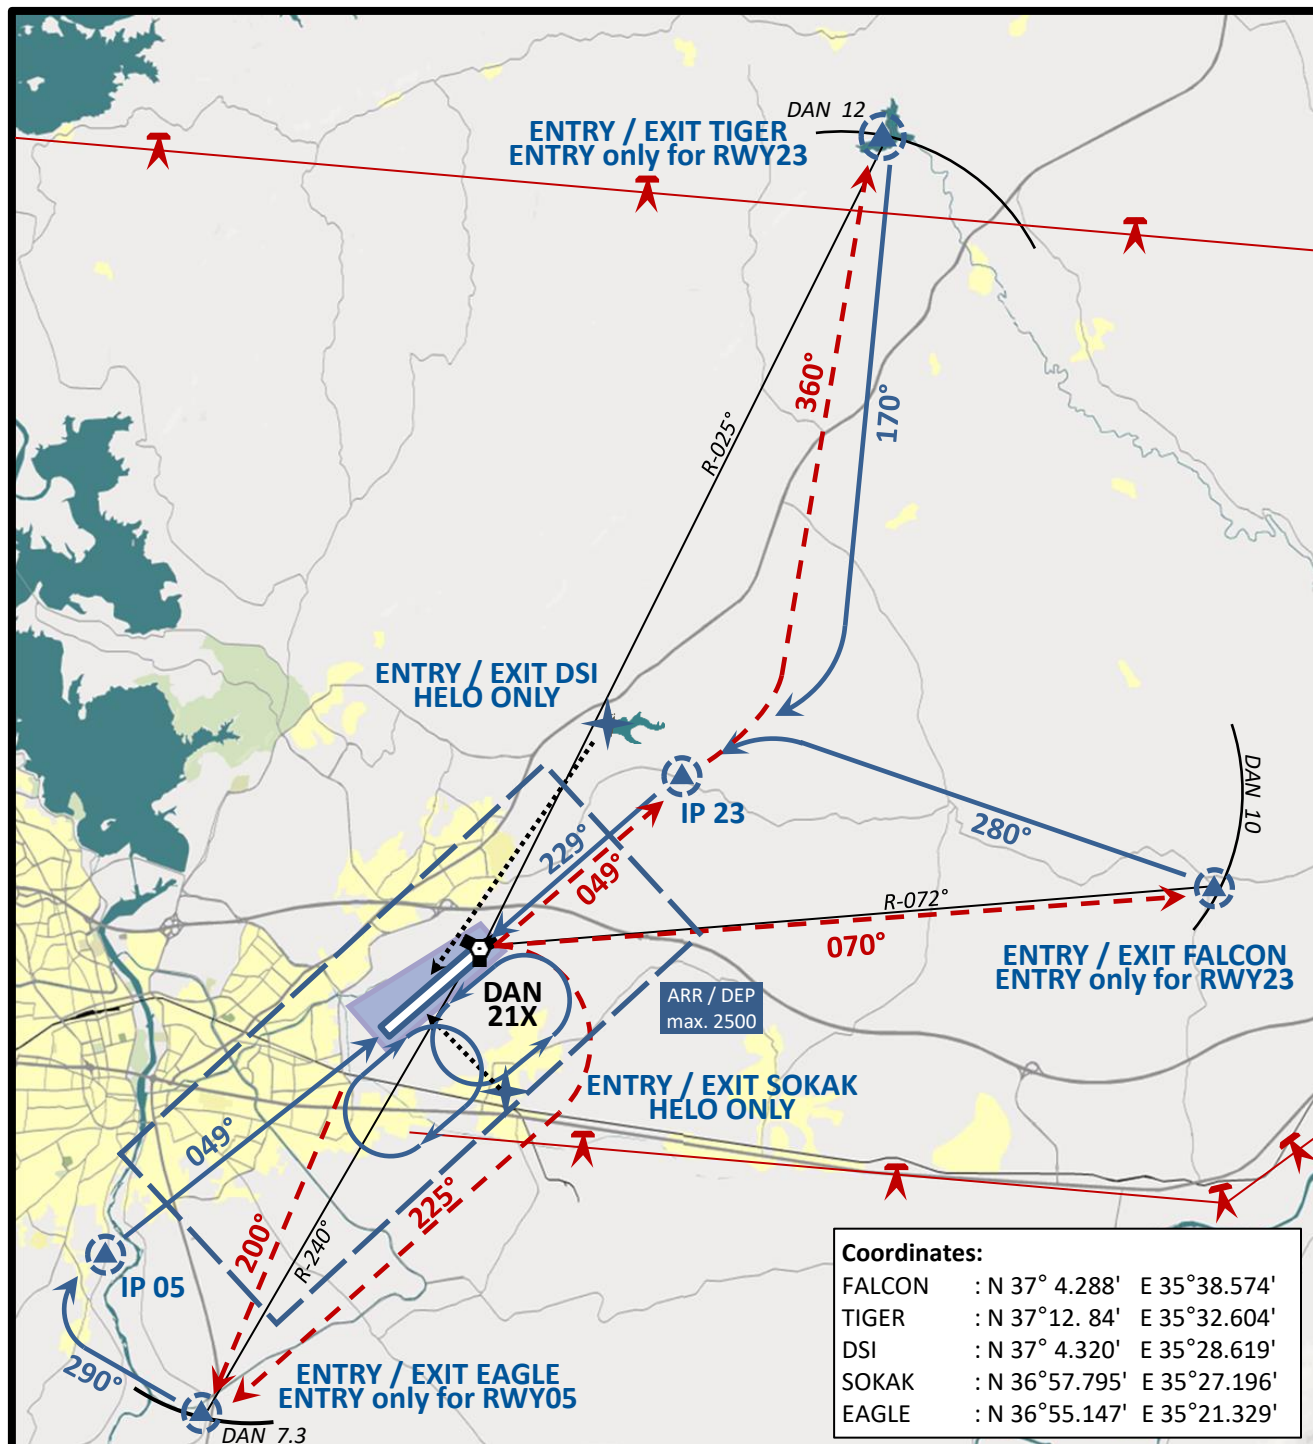 DAN 12
ENTRY / EXIT TIGER
ENTRY only for RWY23
360°
170°
R-025°
ENTRY / EXIT DSI
HELO ONLY
IP 23
280°
DAN 10
229°
049°
R-072°
070°
ENTRY / EXIT FALCON
ENTRY only for RWY23
DAN
21X
ARR / DEP
max. 2500
ENTRY / EXIT SOKAK
HELO ONLY
049°
225°
200°
R-240°
IP 05
290°
ENTRY / EXIT EAGLE
ENTRY only for RWY05
DAN 7.3
Coordinates:
FALCON : N 37° 4.288' E 35°38.574'
TIGER : N 37°12. 84' E 35°32.604'
DSI : N 37° 4.320' E 35°28.619'
SOKAK : N 36°57.795' E 35°27.196'
EAGLE : N 36°55.147' E 35°21.329'